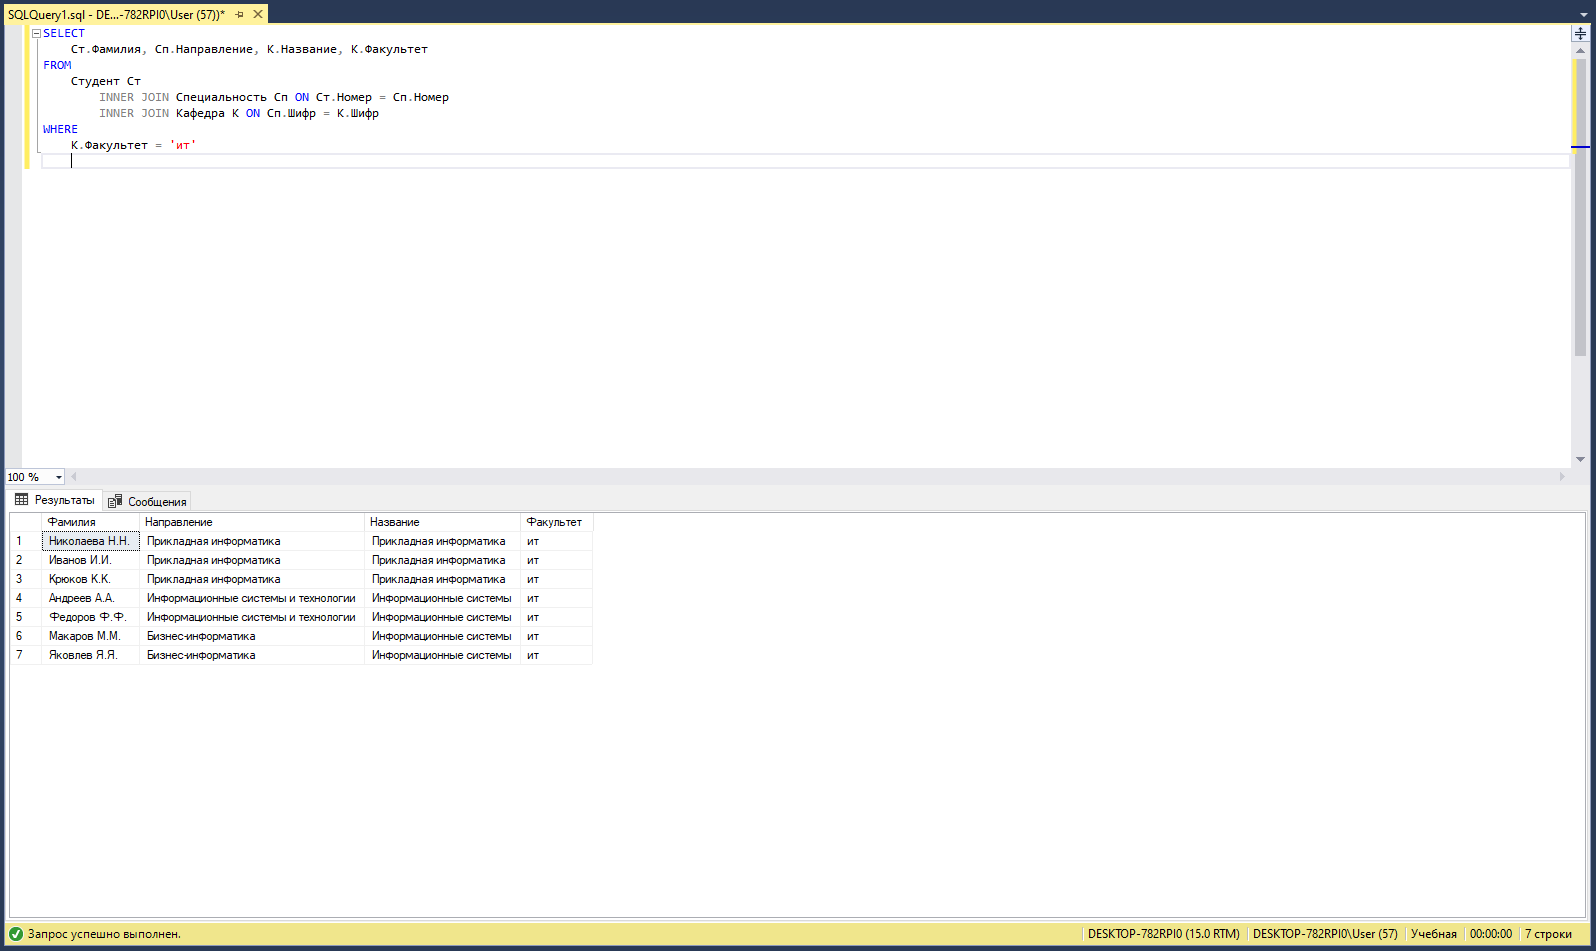 SQLQuery1.sql - DE...-782RPI0\User (57))*
SELECT
Ст.Фамилия, Сп.Направление, К.Название, К.Факультет
FROM
Студент Ст
INNER JOIN Специальность Сп ON Ст.Номер = Сп.Номер
INNER JOIN Кафедра К ON Сп.Шифр = К.Шифр
WHERE
К.Факультет = 'ит'
100 %
Результаты Сообщения
Фамилия Направление Название Факультет
1 Николаева Н.Н. Прикладная информатика Прикладная информатика ит
2 Иванов И.И. Прикладная информатика Прикладная информатика ит
3 Крюков К.К. Прикладная информатика Прикладная информатика ит
4 Андреев А.А. Информационные системы и технологии Информационные системы ит
5 Федоров Ф.Ф. Информационные системы и технологии Информационные системы ит
6 Макаров М.М. Бизнес-информатика Информационные системы ит
7 Яковлев Я.Я. Бизнес-информатика Информационные системы ит
Запрос успешно выполнен. DESKTOP-782RPI0 (15.0 RTM) DESKTOP-782RPI0\User (57) Учебная 00:00:00 7 строки